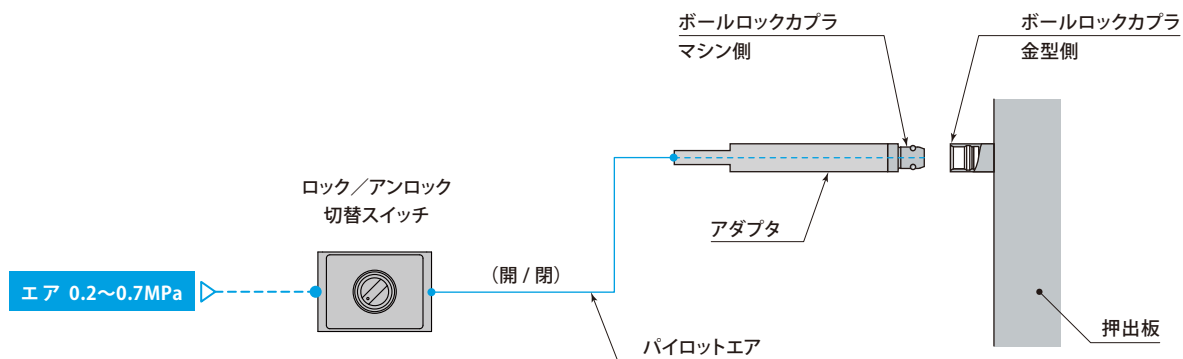 ボールロックカプラ
マシン側
ボールロックカプラ
金型側
アダプタ
ロック／アンロック
切替スイッチ
エア 0.2〜0.7MPa
（開 / 閉）
パイロットエア
押出板